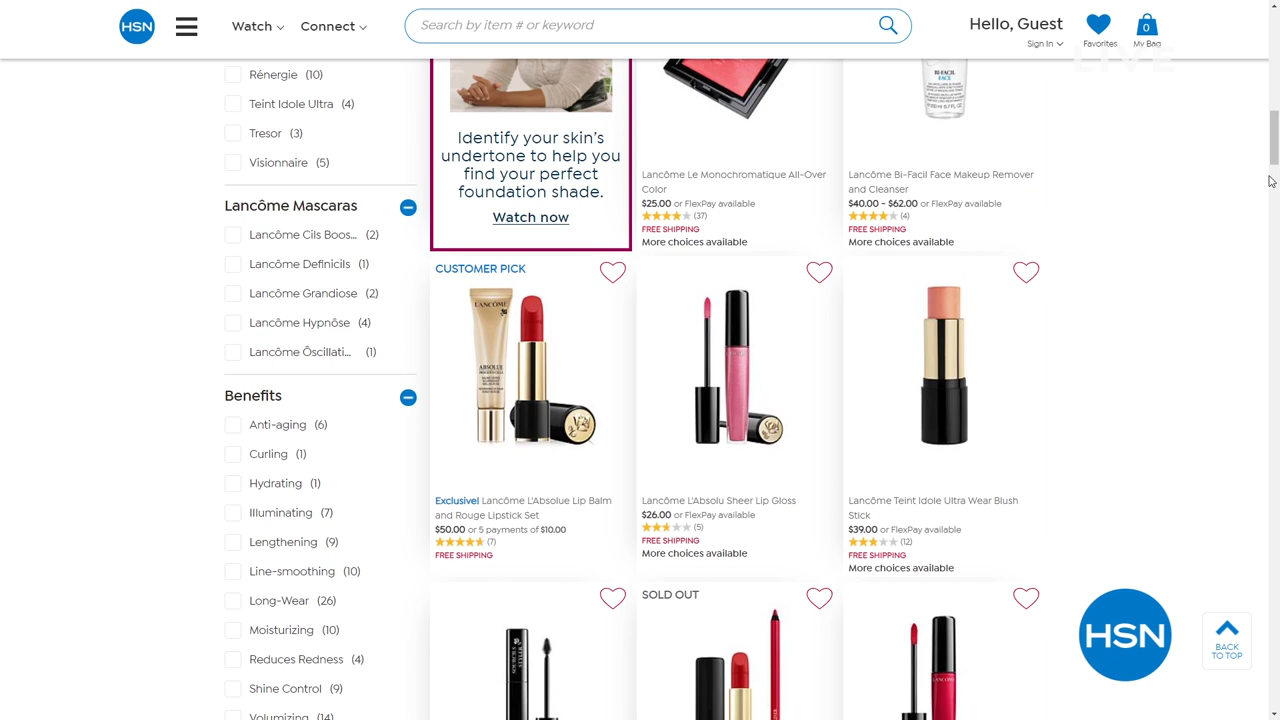 HSN
Watch
Connect
Search by item # or keyword
Hello, Guest
Sign In
Favorites
0
My Bag
LIVE
Rénergie (10)
Teint Idole Ultra (4)
Tresor (3)
Visionnaire (5)
Lancôme Mascaras
Lancôme Cils Boos... (2)
Lancôme Definicils (1)
Lancôme Grandiose (2)
Lancôme Hypnôse (4)
Lancôme Ôscillati... (1)
Benefits
Anti-aging (6)
Curling (1)
Hydrating (1)
Illuminating (7)
Lengthening (9)
Line-smoothing (10)
Long-Wear (26)
Moisturizing (10)
Reduces Redness (4)
Shine Control (9)
Volumizing (14)
Identify your skin's
undertone to help you
find your perfect
foundation shade.
Watch now
Lancôme Le Monochromatique All-Over
Color
$25.00 or FlexPay available
(37)
FREE SHIPPING
More choices available
BI-FACIL
FACE
Lancôme Bi-Facil Face Makeup Remover
and Cleanser
$40.00 - $62.00 or FlexPay available
(4)
FREE SHIPPING
More choices available
CUSTOMER PICK
LANCÔME
ABSOLUE
Exclusive! Lancôme L'Absolue Lip Balm
and Rouge Lipstick Set
$50.00 or 5 payments of $10.00
(7)
FREE SHIPPING
Lancôme L'Absolu Sheer Lip Gloss
$26.00 or FlexPay available
(5)
FREE SHIPPING
More choices available
Lancôme Teint Idole Ultra Wear Blush
Stick
$39.00 or FlexPay available
(12)
FREE SHIPPING
More choices available
SOLD OUT
LANCÔME
HSN
BACK
TO TOP